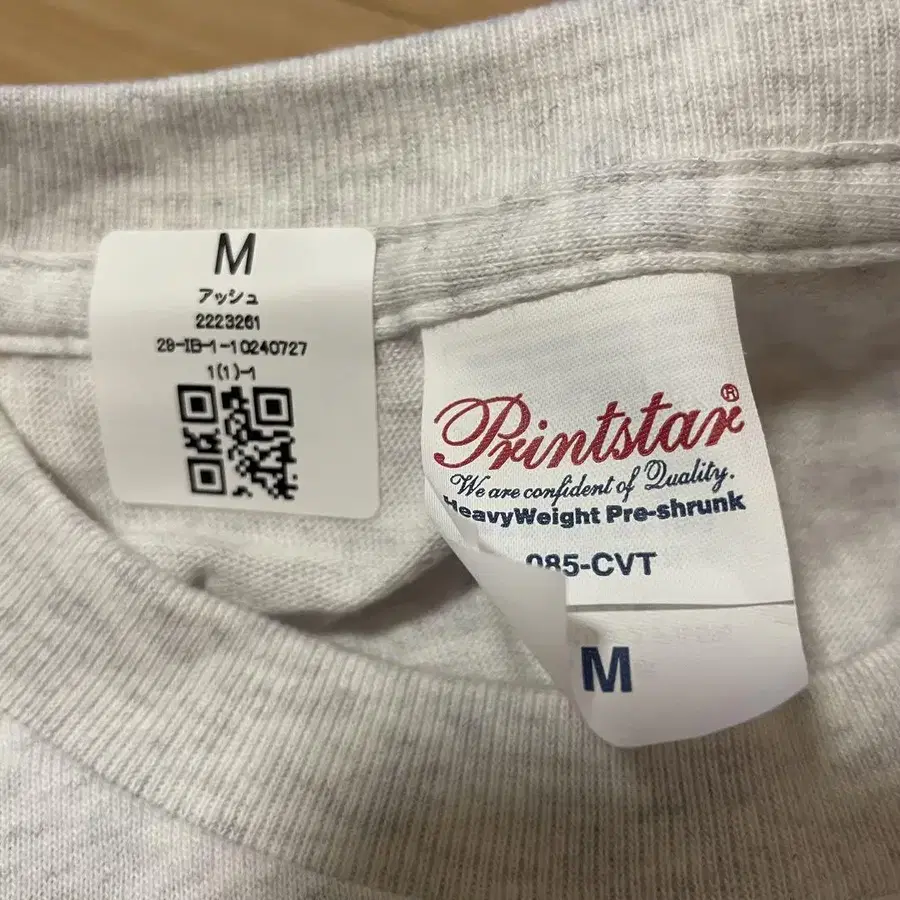 M
アッシュ
2223261
29-IB-1-10240727
1(1)-1
Printstar®
We are confident of Quality.
HeavyWeight Pre-shrunk
085-CVT
M